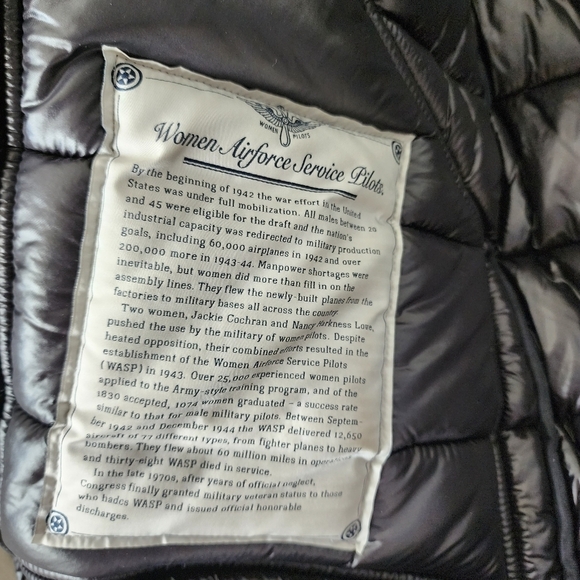 WOMEN PILOTS
Women Airforce Service Pilots.
By the beginning of 1942 the war effort in the United
States was under full mobilization. All males between 20
and 45 were eligible for the draft and the nation's
industrial capacity was redirected to military production
goals, including 60,000 airplanes in 1942 and over
200,000 more in 1943-44. Manpower shortages were
inevitable, but women did more than fill in on the
assembly lines. They flew the newly-built planes from the
factories to military bases all across the country.
Two women, Jackie Cochran and Nancy Harkness Love,
pushed the use by the military of women pilots. Despite
heated opposition, their combined efforts resulted in the
establishment of the Women Airforce Service Pilots
(WASP) in 1943. Over 25,000 experienced women pilots
applied to the Army-style training program, and of the
1830 accepted, 1074 women graduated – a success rate
similar to that for male military pilots. Between Septem-
ber 1942 and December 1944 the WASP delivered 12,650
aircraft of 77 different types, from fighter planes to heavy
bombers. They flew about 60 million miles in
and thirty-eight WASP died in service.
In the late 1970s, after years of official neglect,
Congress finally granted military veteran status to those
who badcs WASP and issued official honorable
discharges.